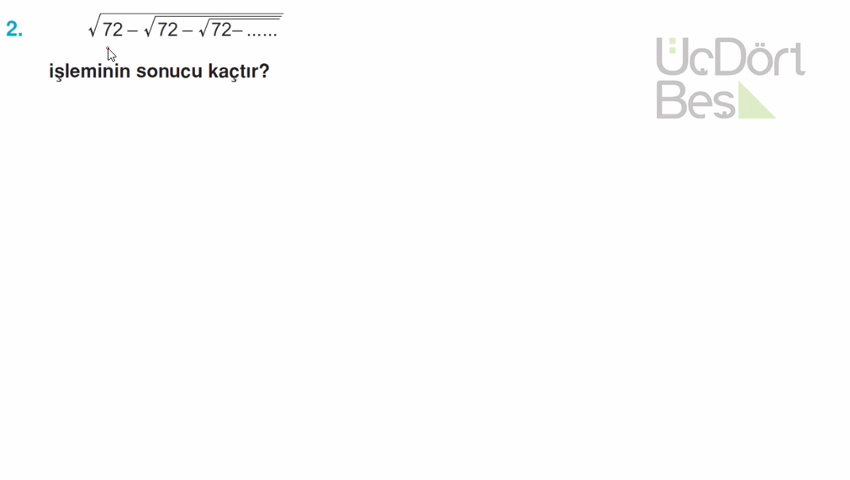 2. √72 – √72 – √72– ......
işleminin sonucu kaçtır?
ÜçDört
Beş